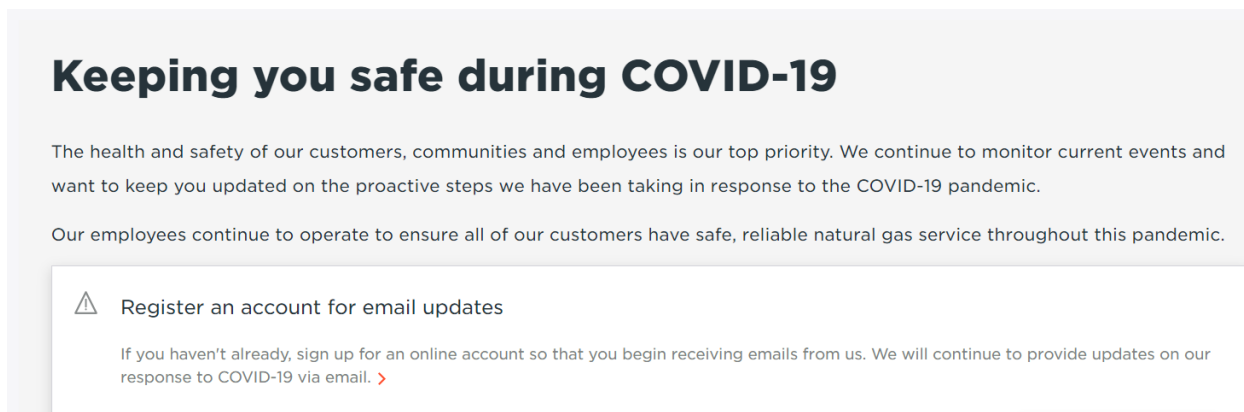 Keeping you safe during COVID-19
The health and safety of our customers, communities and employees is our top priority. We continue to monitor current events and
want to keep you updated on the proactive steps we have been taking in response to the COVID-19 pandemic.
Our employees continue to operate to ensure all of our customers have safe, reliable natural gas service throughout this pandemic.
Register an account for email updates
If you haven't already, sign up for an online account so that you begin receiving emails from us. We will continue to provide updates on our
response to COVID-19 via email.